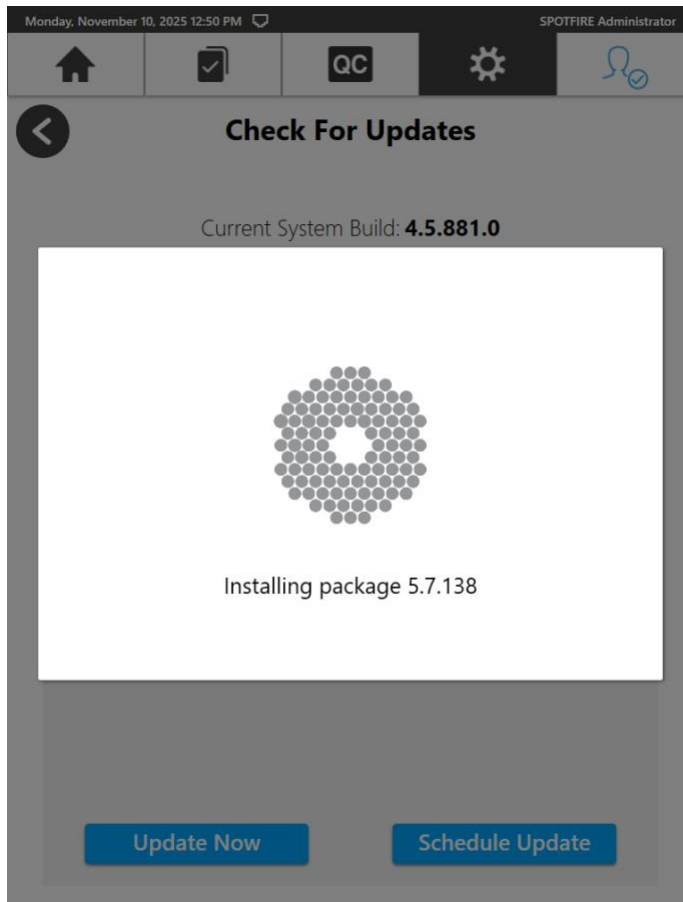 Monday, November 10, 2025 12:50 PM SPOTFIRE Administrator
QC
Check For Updates
Current System Build: 4.5.881.0
Installing package 5.7.138
Update Now Schedule Update